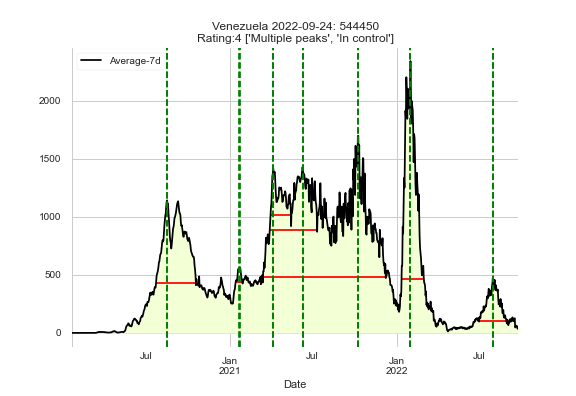 Venezuela 2022-09-24: 544450
Rating:4 ['Multiple peaks', 'In control']
Average-7d
2000
1500
1000
500
0
Jul
Jan
2021
Jul
Jan
2022
Jul
Date